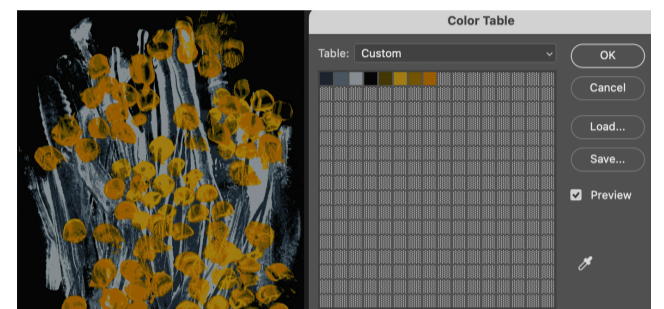 Color Table
Table: Custom
OK
Cancel
Load...
Save...
Preview